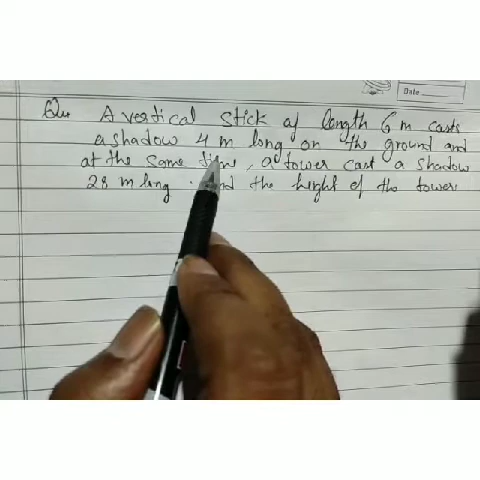 Date
Qu. A vertical stick of length 6 m casts
a shadow 4 m long on the ground and
at the same time, a tower cast a shadow
28 m long . the height of the tower